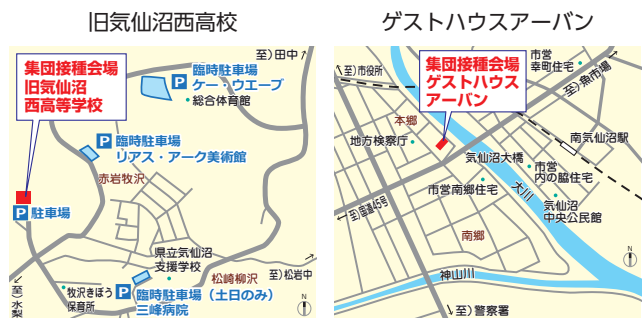 旧気仙沼西高校
至)田中
集団接種会場
旧気仙沼
西高等学校
P 臨時駐車場
ケー・ウエーブ
総合体育館
P 臨時駐車場
リアス・アーク美術館
赤岩牧沢
P 駐車場
県立気仙沼
支援学校
松崎柳沢
至)松岩中
至)水梨
牧沢きぼう
保育所
P 臨時駐車場(土日のみ)
三峰病院
ゲストハウスアーバン
市営
幸町住宅
至)魚市場
至)市役所
集団接種会場
ゲストハウス
アーバン
本郷
地方検察庁
南気仙沼駅
気仙沼大橋
市営
内の脇住宅
市営南郷住宅
大川
気仙沼
中央公民館
至)国道45号
南郷
神山川
至)警察署